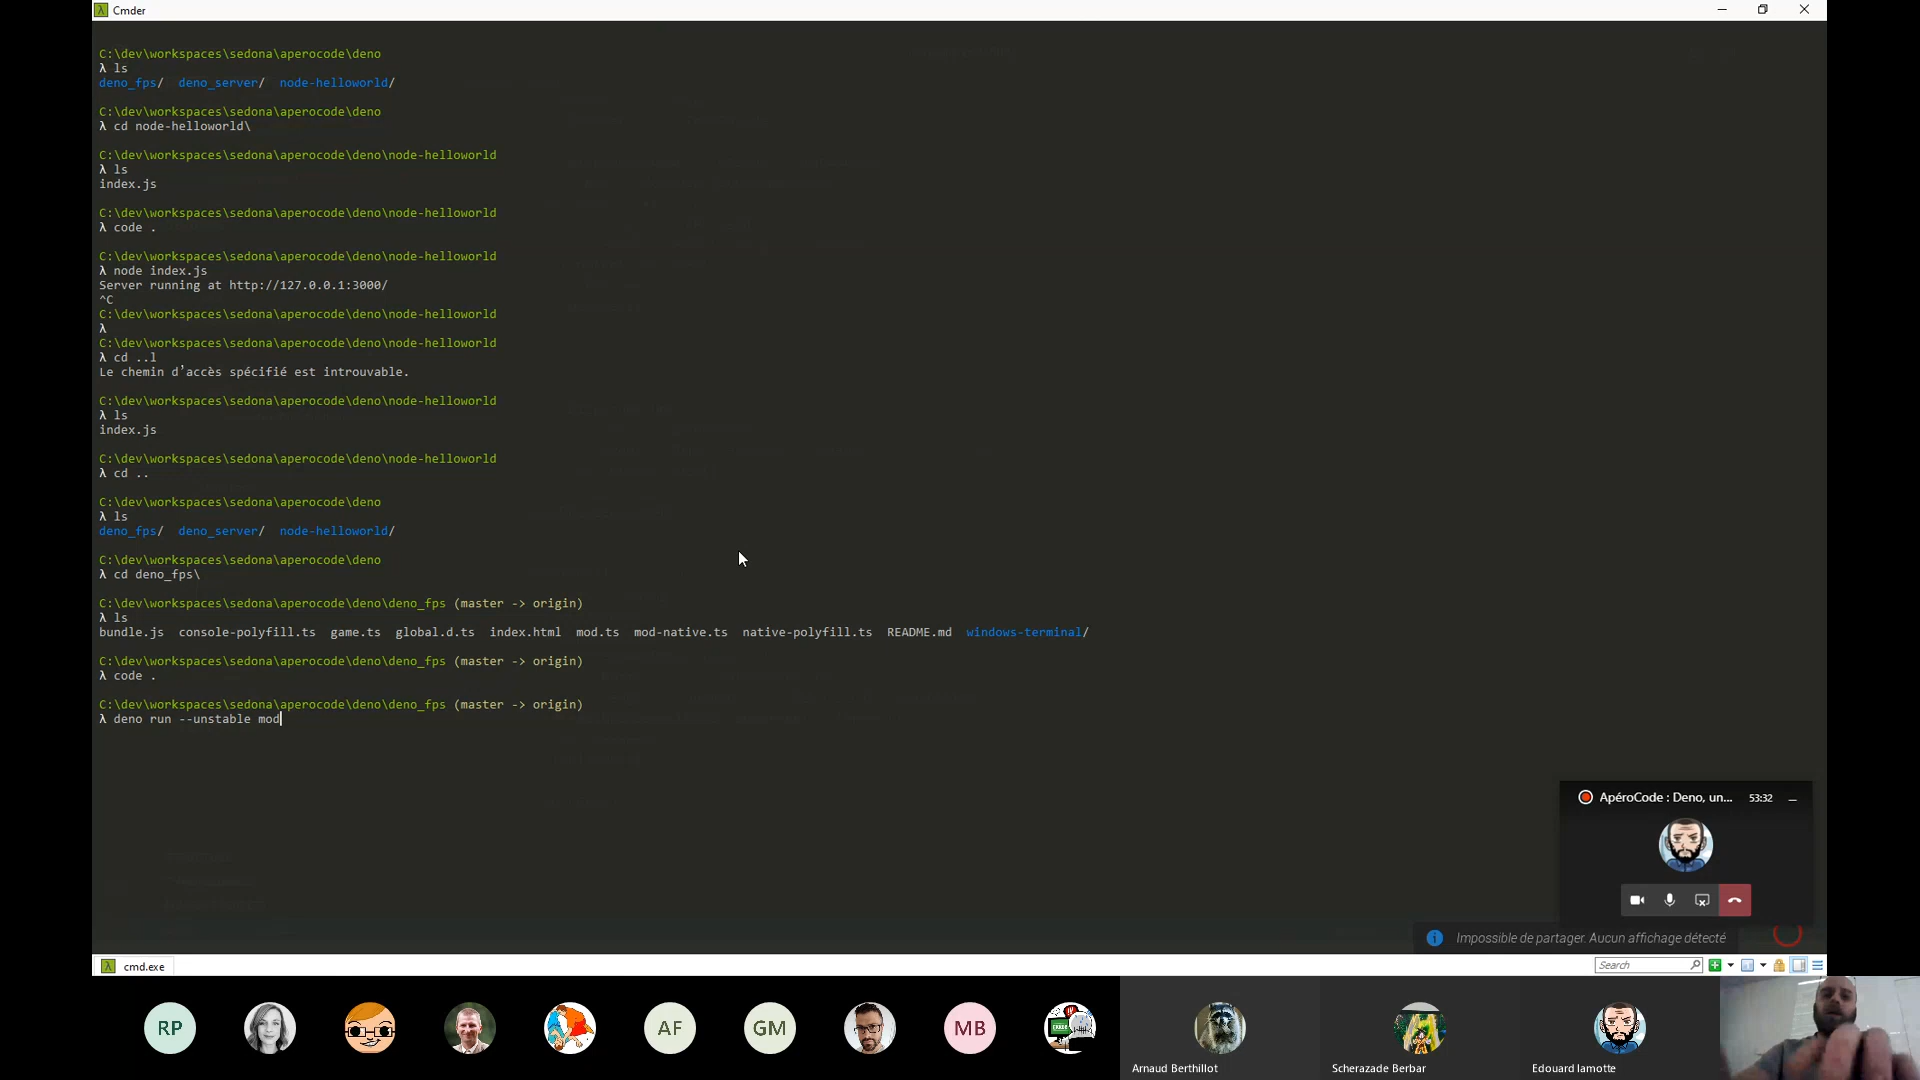 Cmder
C:\dev\workspaces\sedona\aperocode\deno
λ ls
deno_fps/  deno_server/  node-helloworld/
C:\dev\workspaces\sedona\aperocode\deno
λ cd node-helloworld\
C:\dev\workspaces\sedona\aperocode\deno\node-helloworld
λ ls
index.js
C:\dev\workspaces\sedona\aperocode\deno\node-helloworld
λ code .
C:\dev\workspaces\sedona\aperocode\deno\node-helloworld
λ node index.js
Server running at http://127.0.0.1:3000/
^C
C:\dev\workspaces\sedona\aperocode\deno\node-helloworld
λ
C:\dev\workspaces\sedona\aperocode\deno\node-helloworld
λ cd ..l
Le chemin d’accès spécifié est introuvable.
C:\dev\workspaces\sedona\aperocode\deno\node-helloworld
λ ls
index.js
C:\dev\workspaces\sedona\aperocode\deno\node-helloworld
λ cd ..
C:\dev\workspaces\sedona\aperocode\deno
λ ls
deno_fps/  deno_server/  node-helloworld/
C:\dev\workspaces\sedona\aperocode\deno
λ cd deno_fps\
C:\dev\workspaces\sedona\aperocode\deno\deno_fps (master -> origin)
λ ls
bundle.js  console-polyfill.ts  game.ts  global.d.ts  index.html  mod.ts  mod-native.ts  native-polyfill.ts  README.md  windows-terminal/
C:\dev\workspaces\sedona\aperocode\deno\deno_fps (master -> origin)
λ code .
C:\dev\workspaces\sedona\aperocode\deno\deno_fps (master -> origin)
λ deno run --unstable mod
ApéroCode : Deno, un... 53:32
Impossible de partager. Aucun affichage détecté
cmd.exe
Search
RP
AF
GM
MB
Arnaud Berthillot
Scherazade Berbar
Edouard lamotte